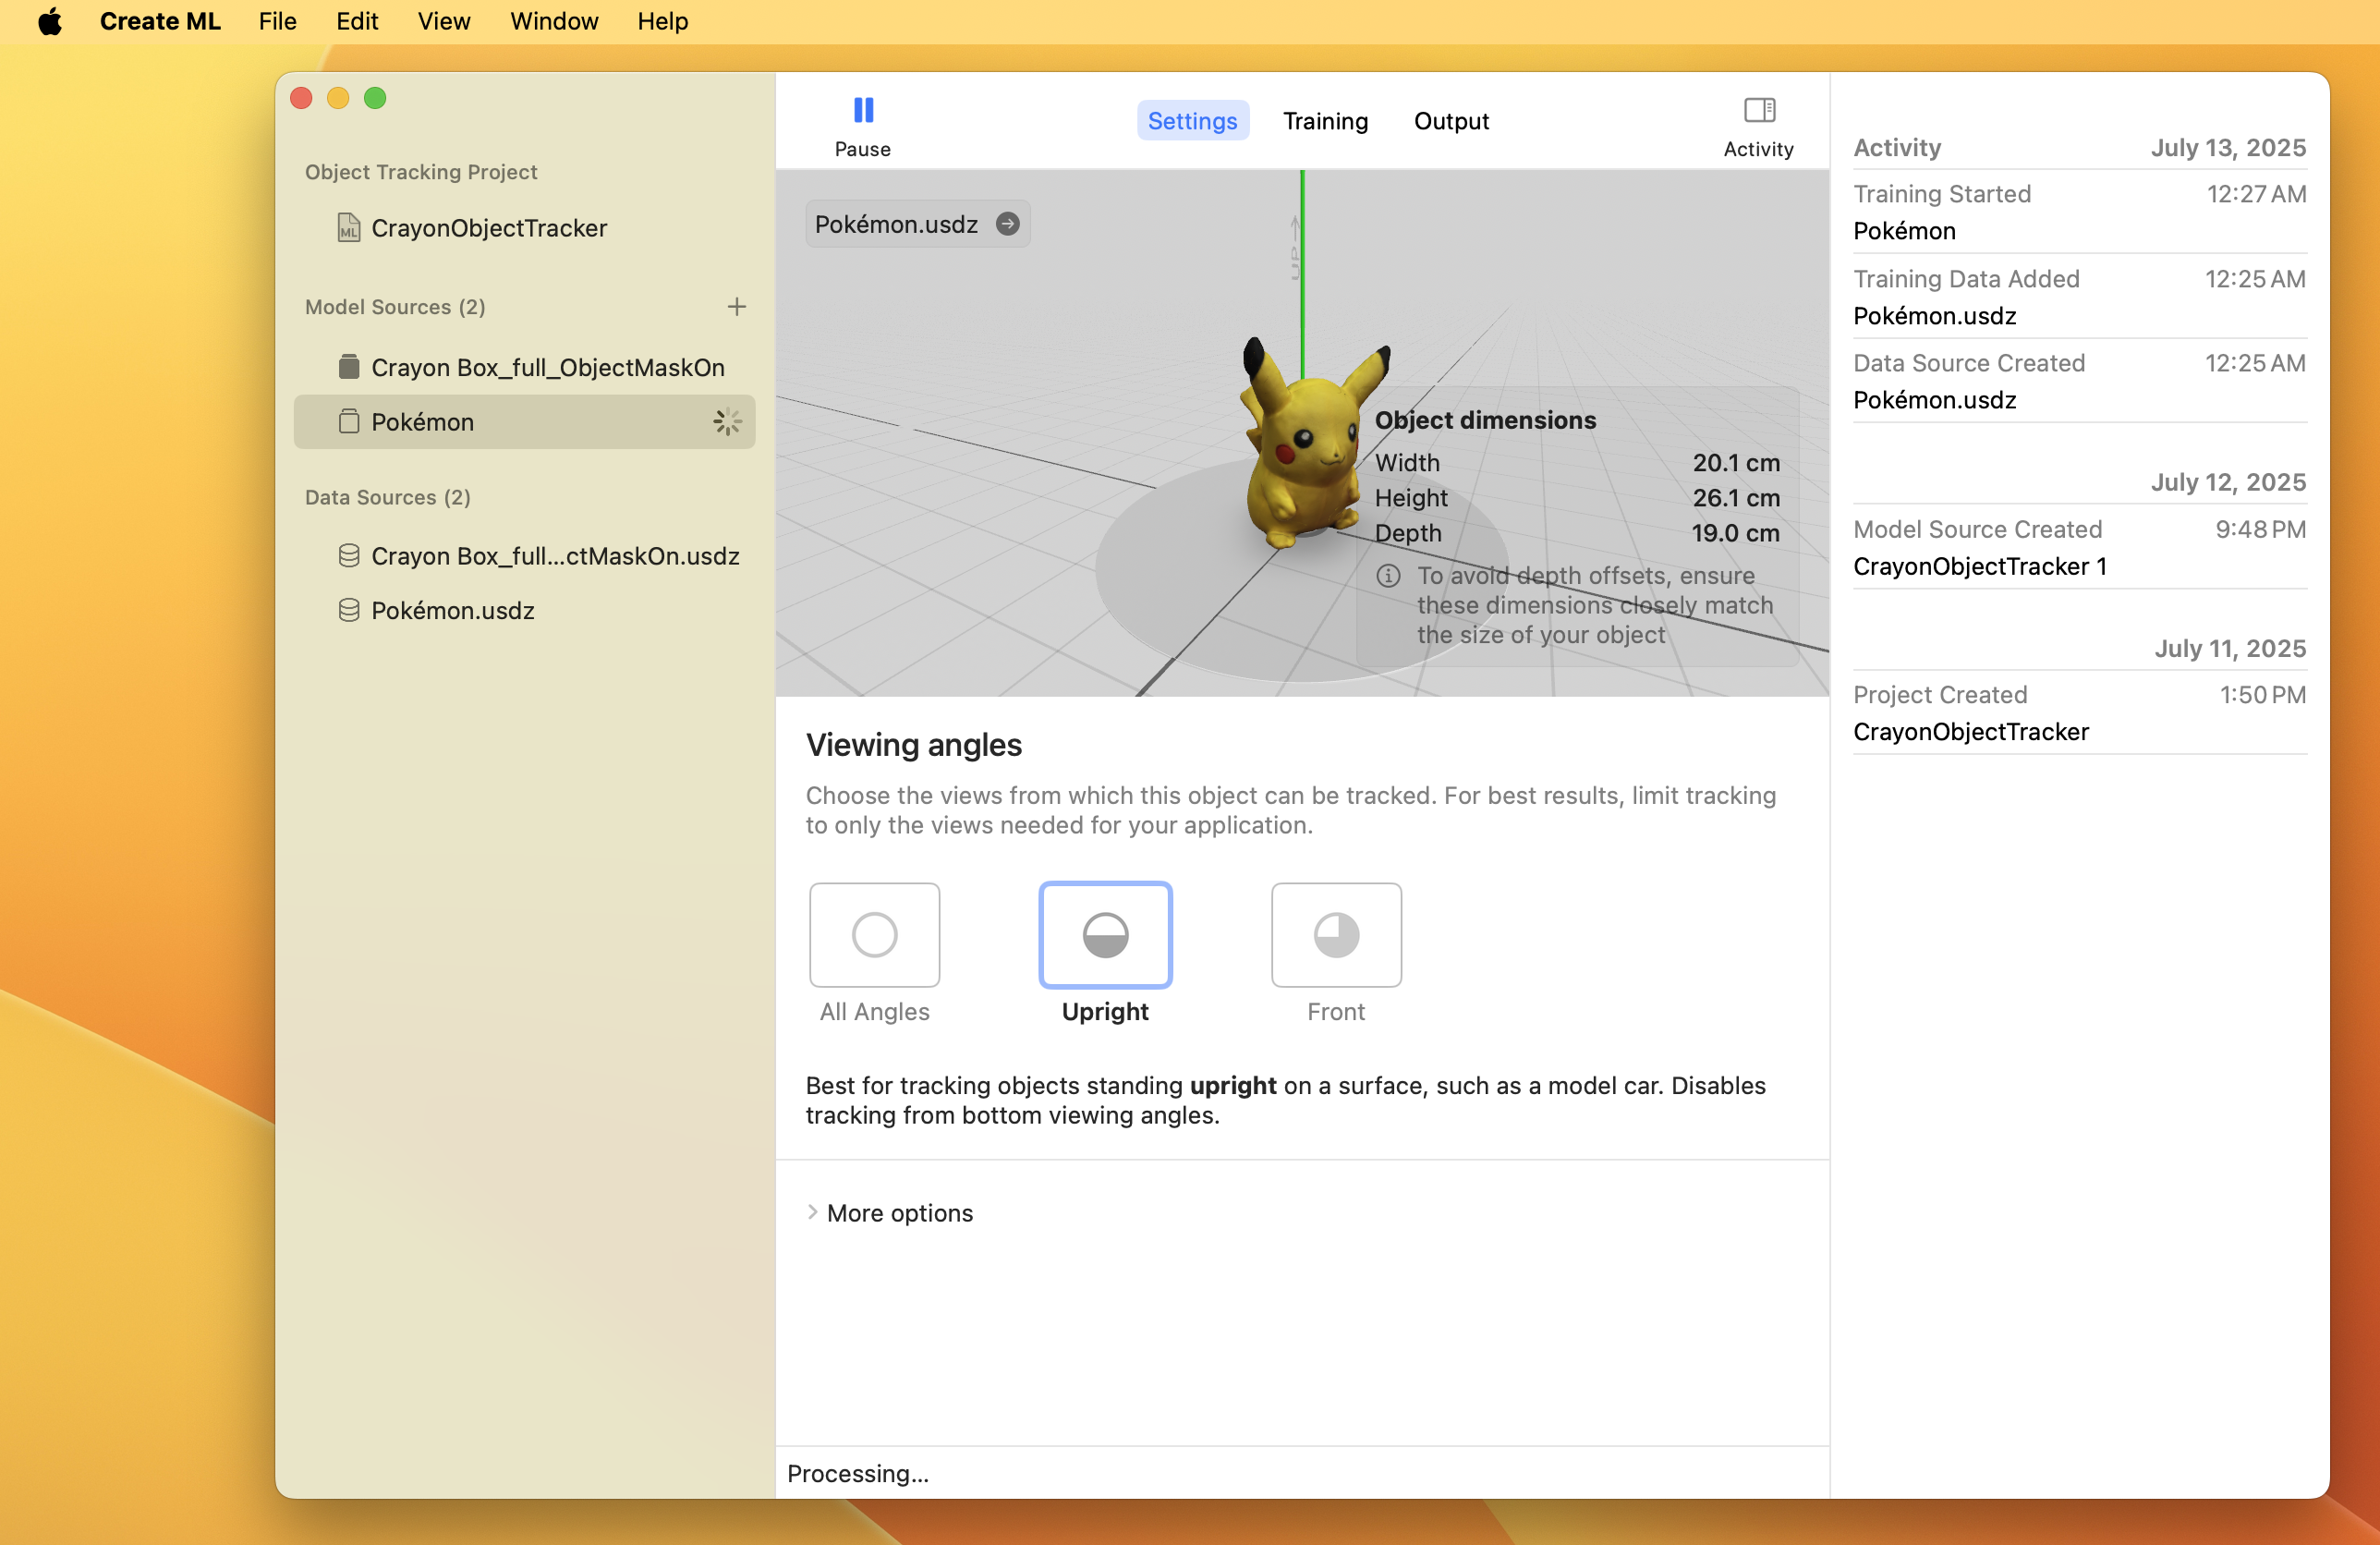 Create ML File Edit View Window Help
Object Tracking Project
CrayonObjectTracker
Model Sources (2)
Crayon Box_full_ObjectMaskOn
Pokémon
Data Sources (2)
Crayon Box_full...ctMaskOn.usdz
Pokémon.usdz
Pause
Settings Training Output
Activity
Pokémon.usdz
UP
Object dimensions
Width 20.1 cm
Height 26.1 cm
Depth 19.0 cm
To avoid depth offsets, ensure
these dimensions closely match
the size of your object
Viewing angles
Choose the views from which this object can be tracked. For best results, limit tracking
to only the views needed for your application.
All Angles Upright Front
Best for tracking objects standing upright on a surface, such as a model car. Disables
tracking from bottom viewing angles.
More options
Processing...
Activity July 13, 2025
Training Started 12:27 AM
Pokémon
Training Data Added 12:25 AM
Pokémon.usdz
Data Source Created 12:25 AM
Pokémon.usdz
July 12, 2025
Model Source Created 9:48 PM
CrayonObjectTracker 1
July 11, 2025
Project Created 1:50 PM
CrayonObjectTracker